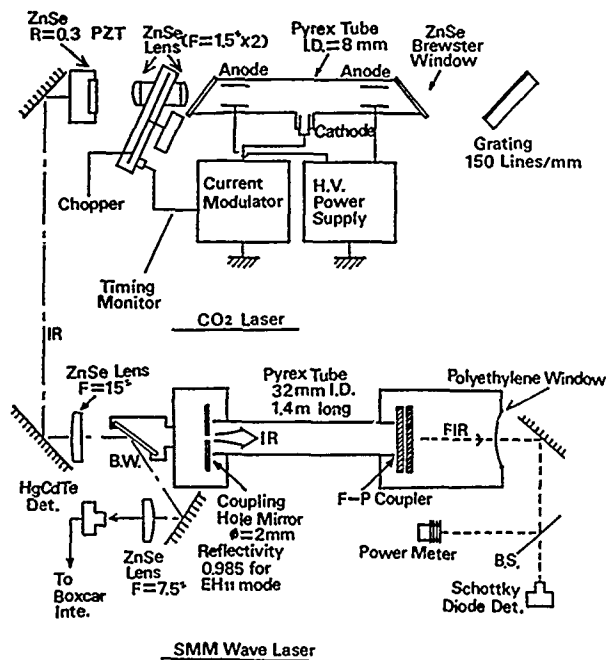 ZnSe
R=0.3 PZT
ZnSe
Lens (F=1.5″×2)
Pyrex Tube
I.D.=8 mm
ZnSe
Brewster
Window
Anode
Anode
Cathode
Grating
150 Lines/mm
Chopper
Current
Modulator
H.V.
Power
Supply
Timing
Monitor
CO2 Laser
IR
ZnSe Lens
F=15″
Pyrex Tube
32mm I.D.
1.4m long
Polyethylene Window
B.W.
IR
FIR
HgCdTe
Det.
Coupling
Hole Mirror
ø=2mm
Reflectivity
0.985 for
EH11 mode
F-P Coupler
Power Meter
B.S.
ZnSe
Lens
F=7.5″
To
Boxcar
Inte.
Schottky
Diode Det.
SMM Wave Laser